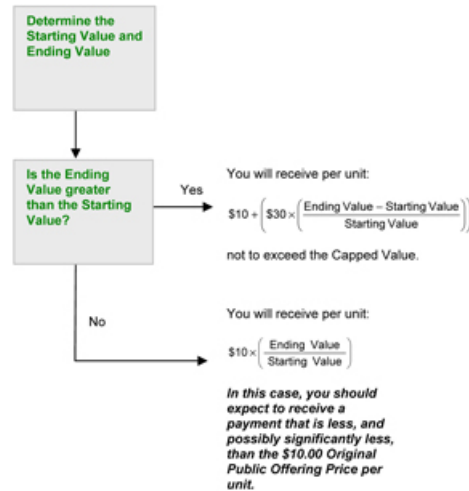 Determine the
Starting Value and
Ending Value
Is the Ending
Value greater
than the Starting
Value?
Yes
You will receive per unit:
$10 + ($30 × (Ending Value − Starting Value / Starting Value))
not to exceed the Capped Value.
No
You will receive per unit:
$10 × (Ending Value / Starting Value)
In this case, you should
expect to receive a
payment that is less, and
possibly significantly less,
than the $10.00 Original
Public Offering Price per
unit.